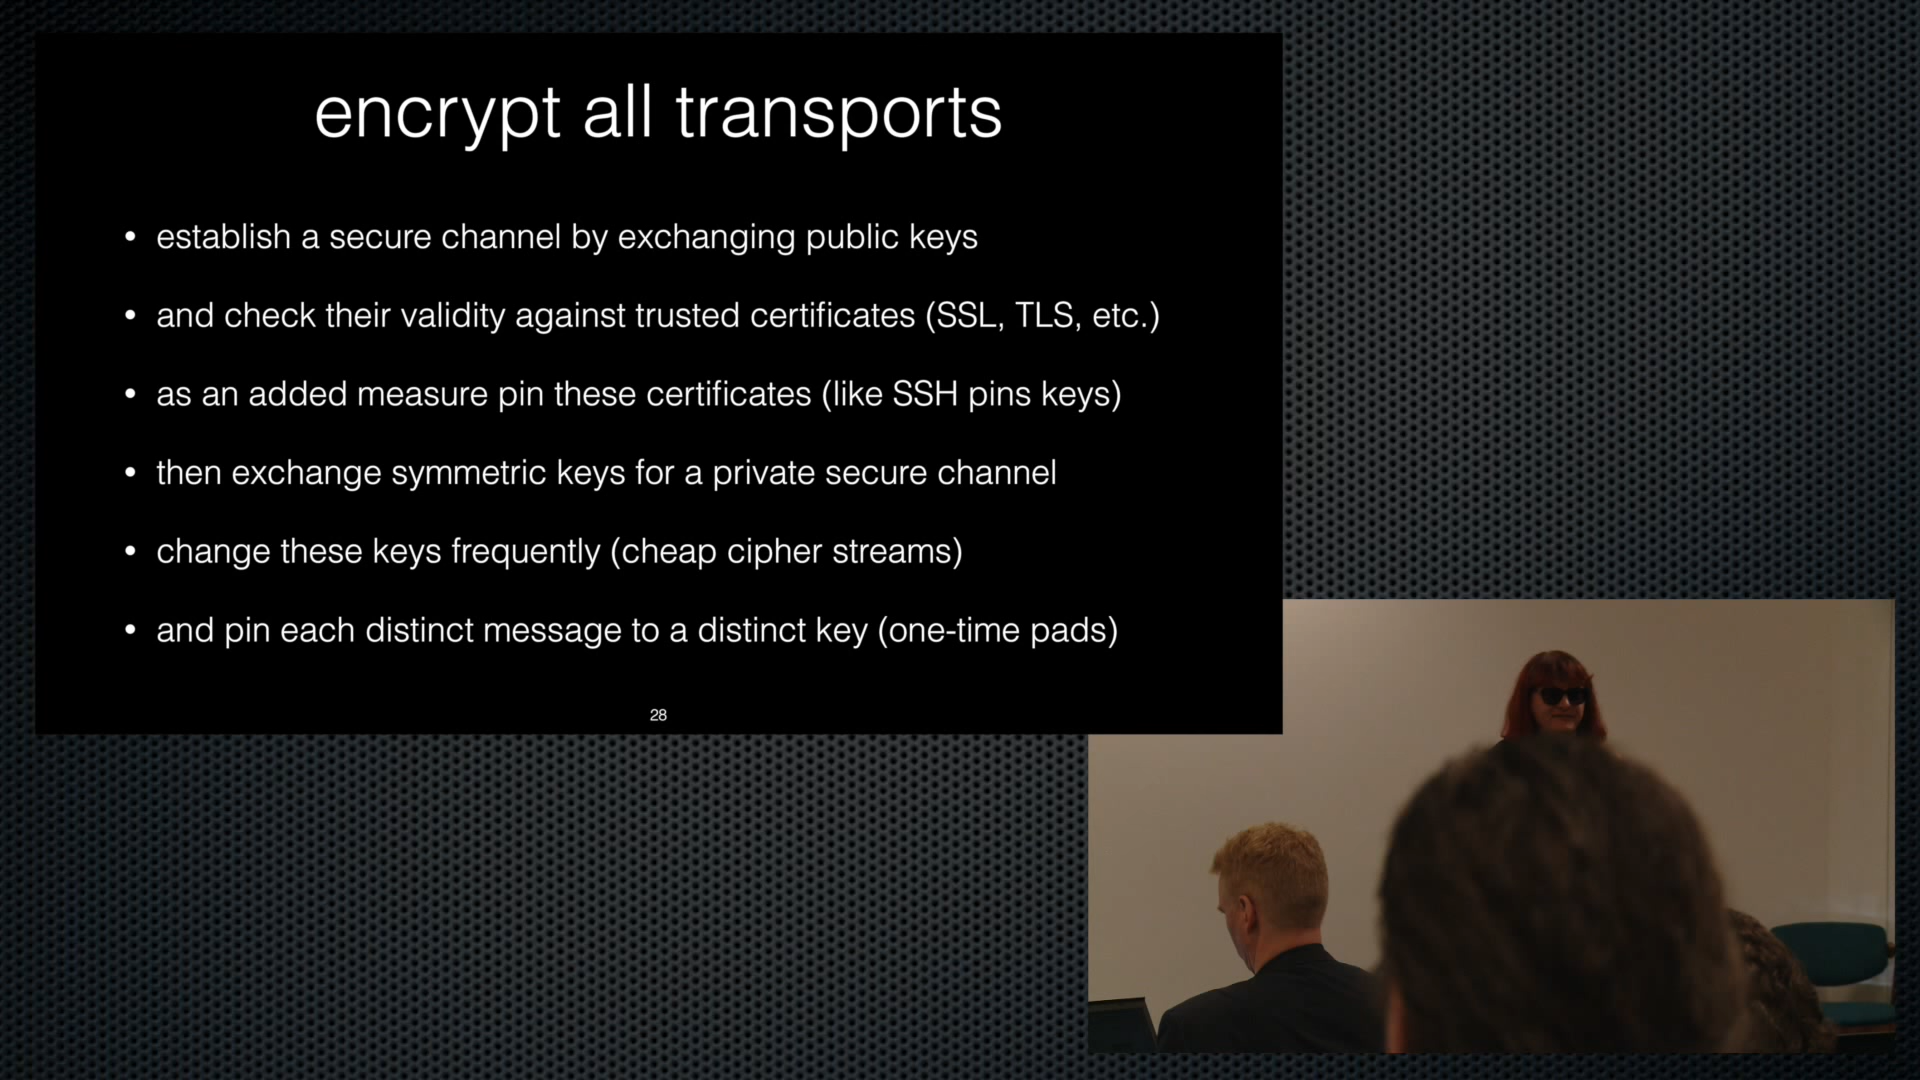 encrypt all transports
• establish a secure channel by exchanging public keys
• and check their validity against trusted certificates (SSL, TLS, etc.)
• as an added measure pin these certificates (like SSH pins keys)
• then exchange symmetric keys for a private secure channel
• change these keys frequently (cheap cipher streams)
• and pin each distinct message to a distinct key (one-time pads)
28